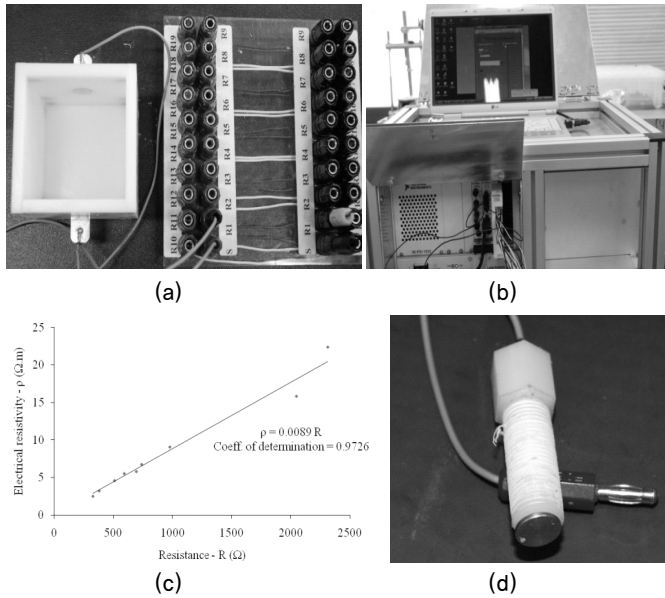 R19
R18
R17
R16
R15
R14
R13
R12
R11
R10
R9
R8
R7
R6
R5
R4
R3
R2
R1
S
R9
R8
R7
R6
R5
R4
R3
R2
R1
S
(a)
NATIONAL
INSTRUMENTS
(b)
Electrical resistivity - ρ (Ω.m)
25
20
15
10
5
0
ρ = 0.0089 R
Coeff. of determination = 0.9726
0
500
1000
1500
2000
2500
Resistance - R (Ω)
(c)
(d)